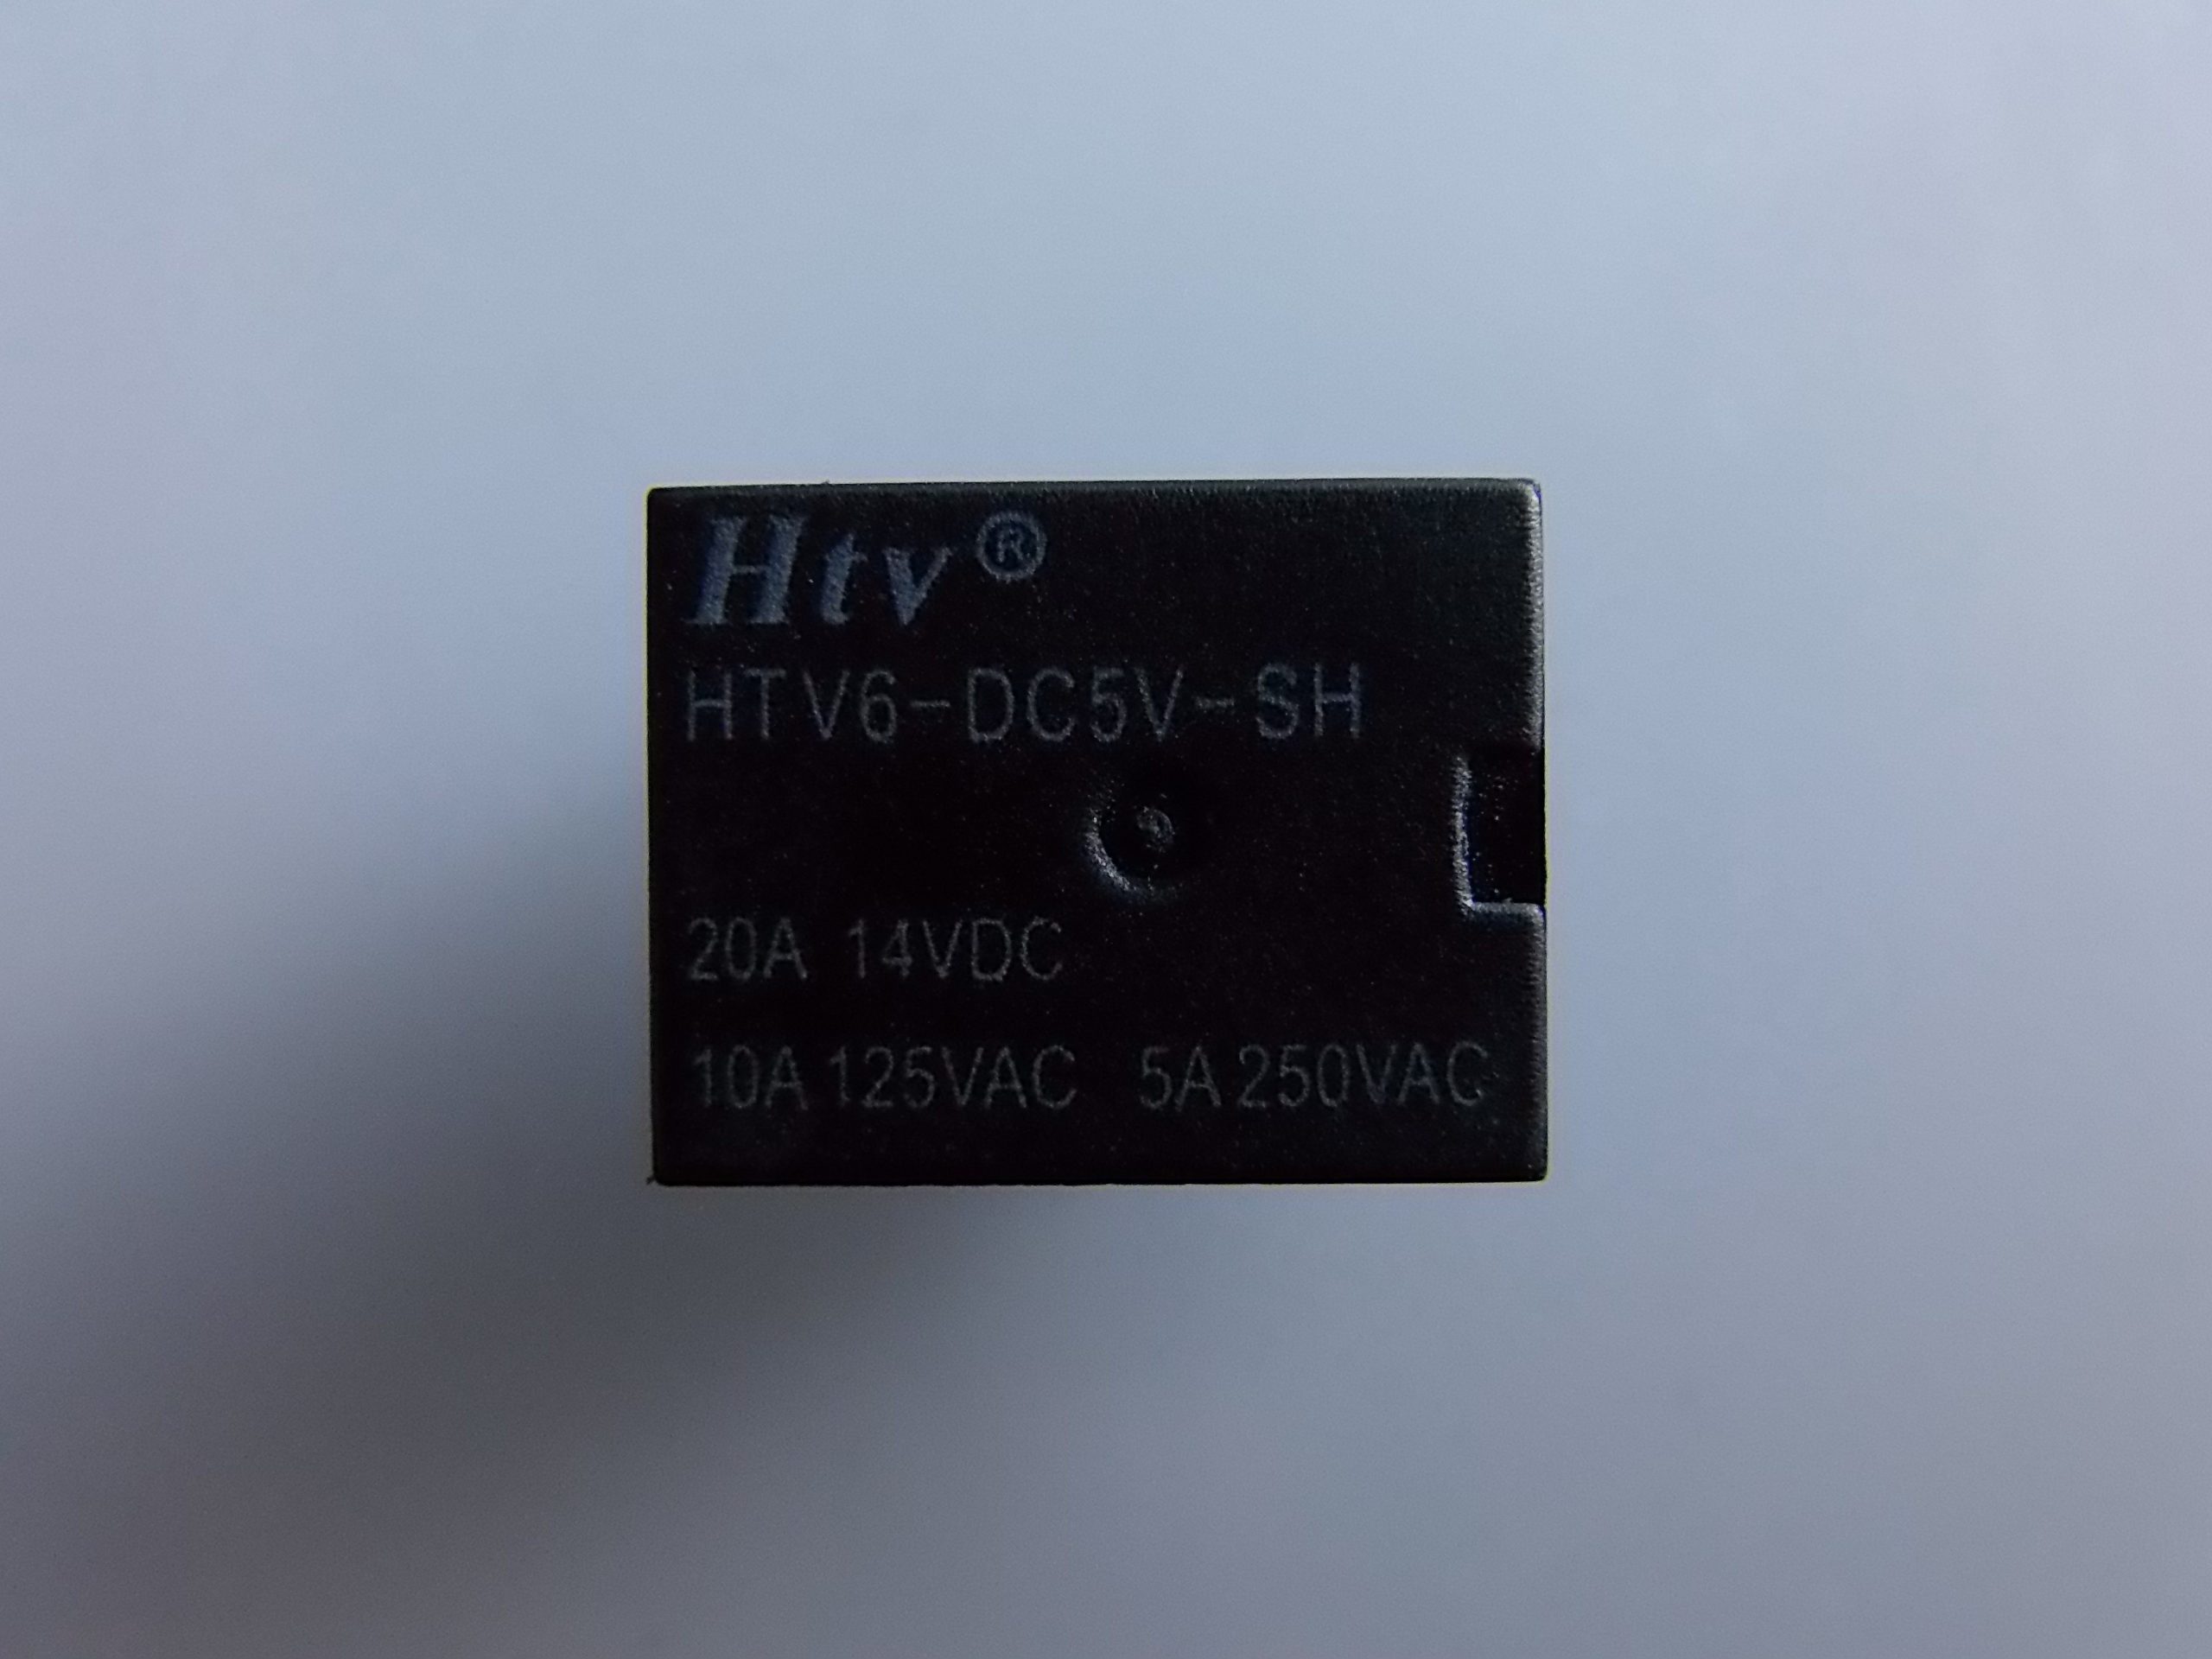 Htv®
HTV6-DC5V-SH
20A 14VDC
10A 125VAC 5A 250VAC